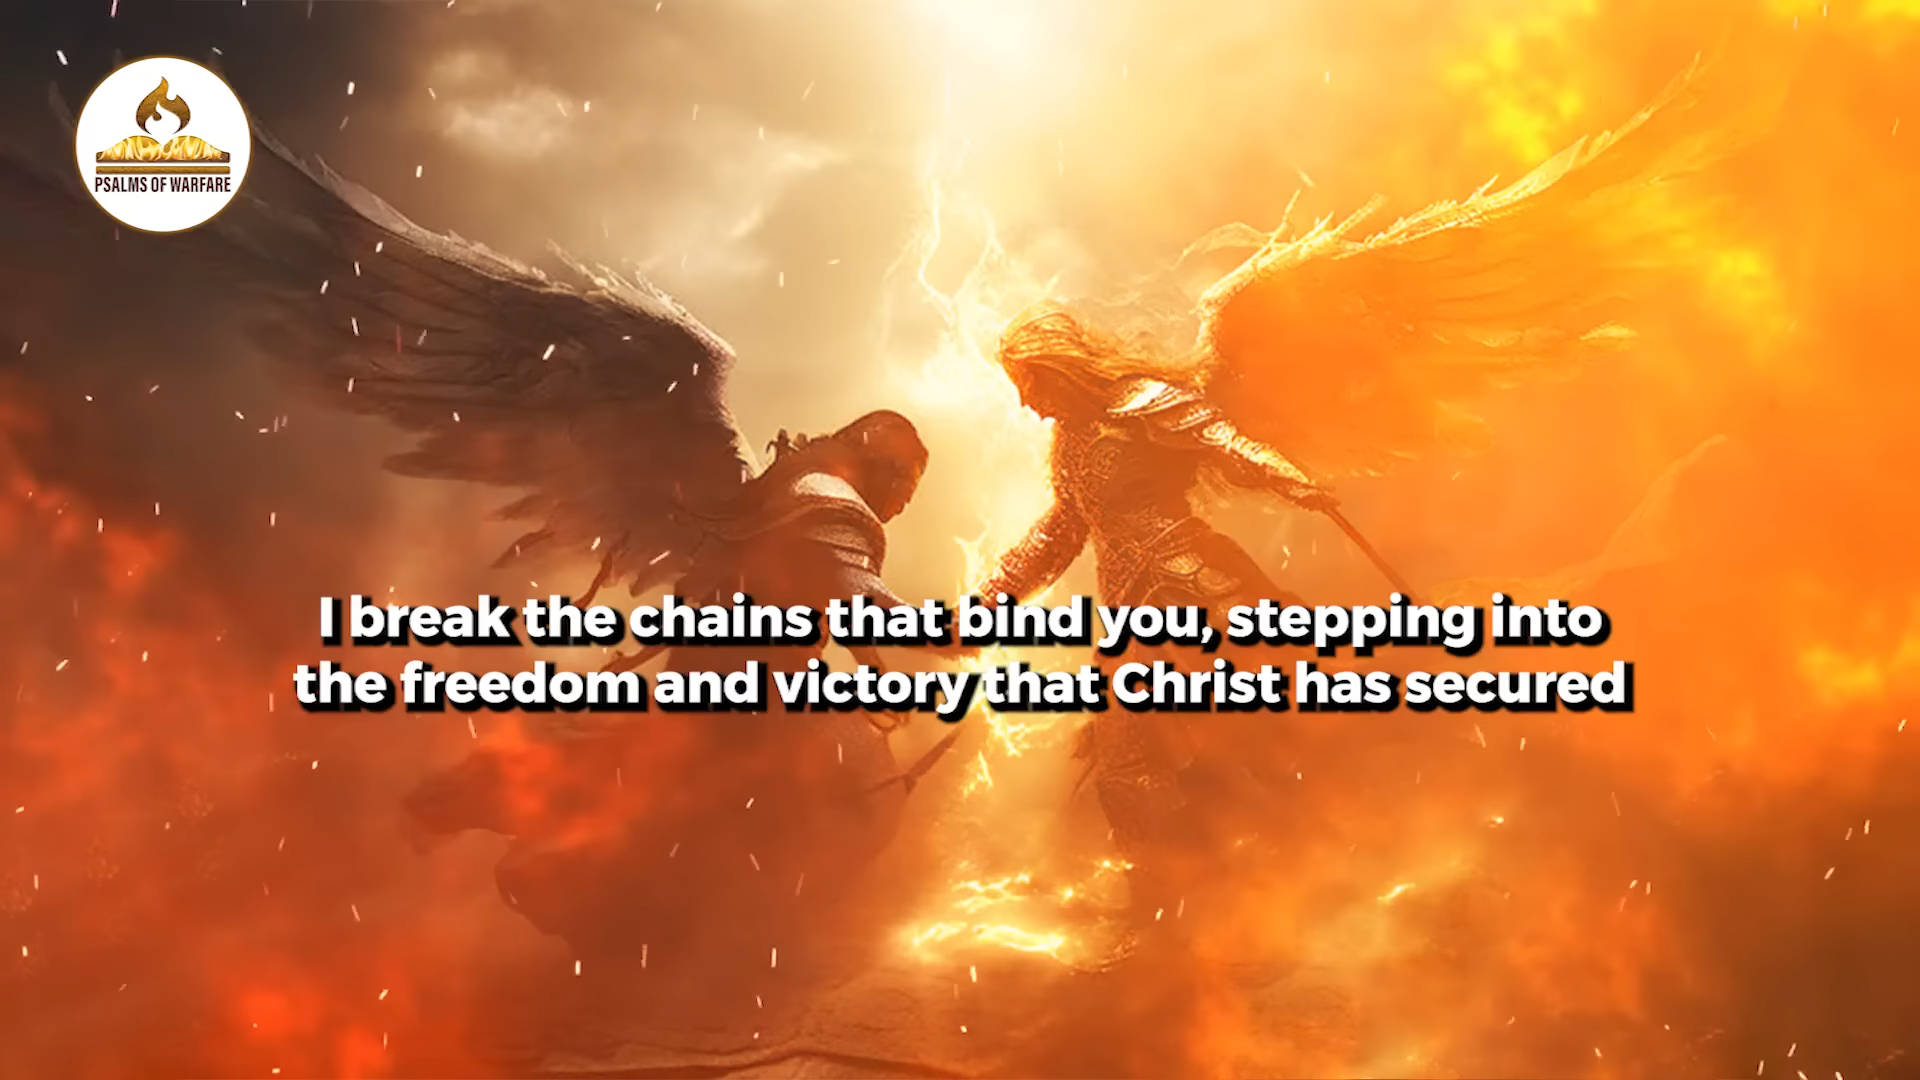 PSALMS OF WARFARE
I break the chains that bind you, stepping into
the freedom and victory that Christ has secured